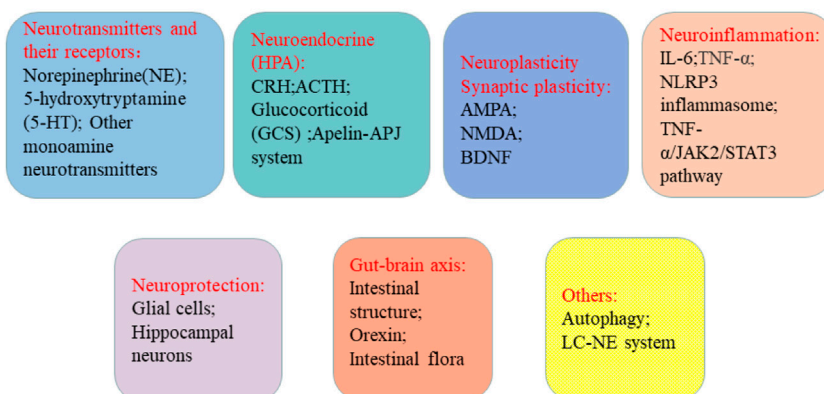 Neurotransmitters and
their receptors：
Norepinephrine(NE);
5-hydroxytryptamine
(5-HT); Other
monoamine
neurotransmitters
Neuroendocrine
(HPA):
CRH;ACTH;
Glucocorticoid
(GCS) ;Apelin-APJ
system
Neuroplasticity
Synaptic plasticity:
AMPA;
NMDA;
BDNF
Neuroinflammation:
IL-6;TNF-α;
NLRP3
inflammasome;
TNF-
α/JAK2/STAT3
pathway
Neuroprotection:
Glial cells;
Hippocampal
neurons
Gut-brain axis:
Intestinal
structure;
Orexin;
Intestinal flora
Others:
Autophagy;
LC-NE system